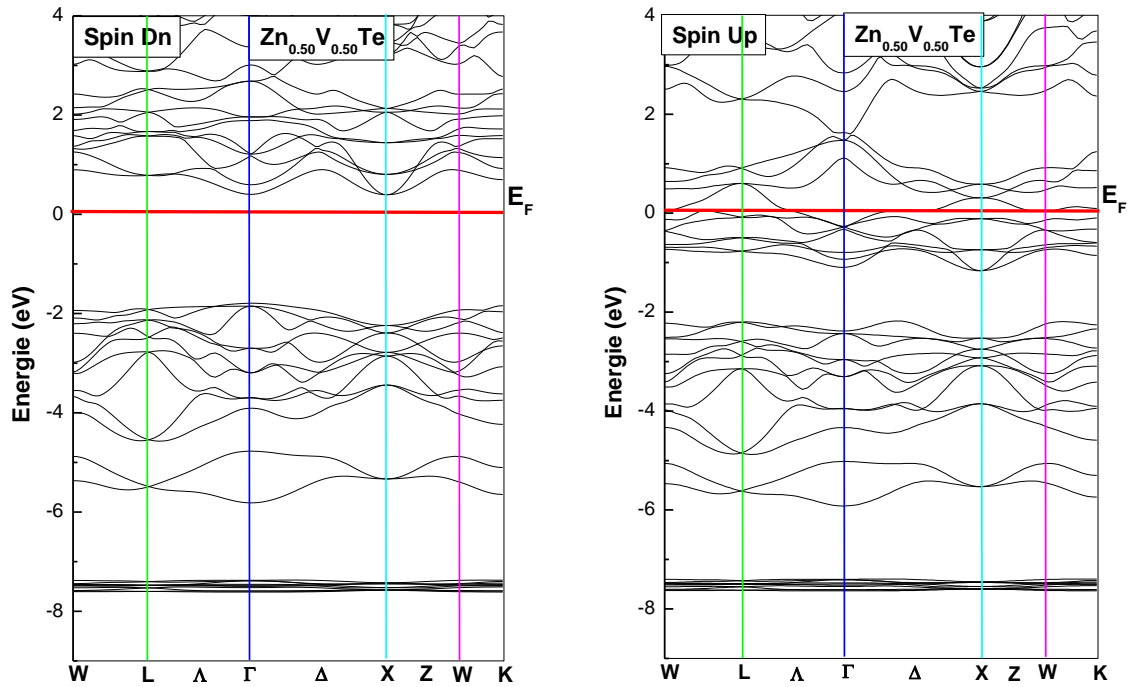 4
Spin Dn
Zn0.50V0.50Te
2
0
EF
-2
-4
-6
-8
Energie (eV)
W L Λ Γ Δ X Z W K
4
Spin Up
Zn0.50V0.50Te
2
0
EF
-2
-4
-6
-8
Energie (eV)
W L Λ Γ Δ X Z W K